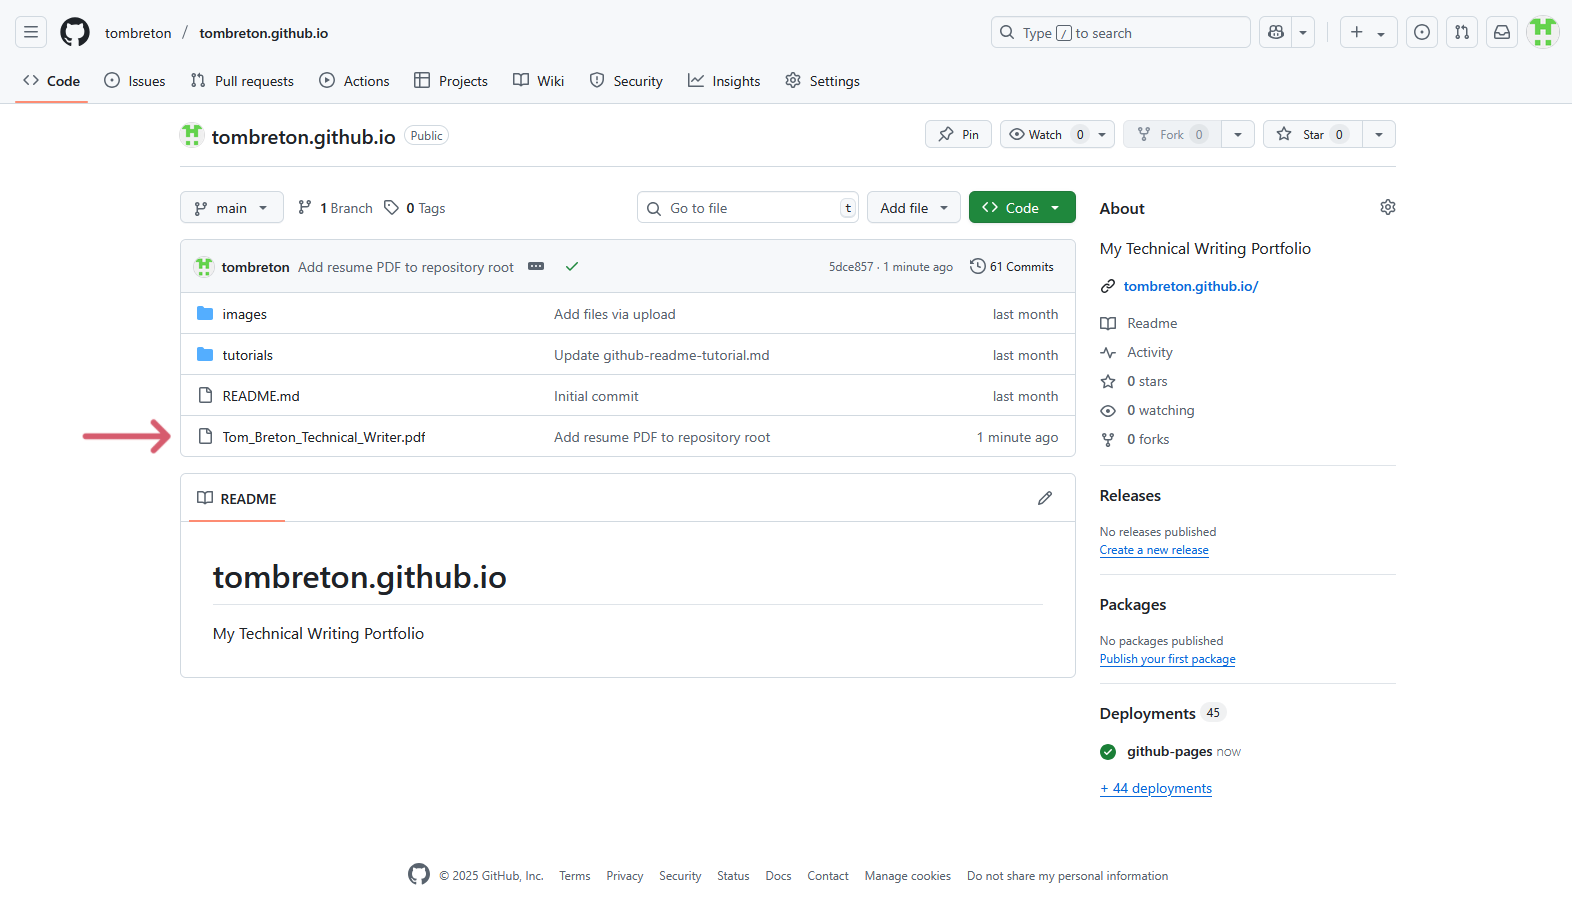 tombreton / tombreton.github.io
Type / to search
Code Issues Pull requests Actions Projects Wiki Security Insights Settings
tombreton.github.io Public
Pin Watch 0 Fork 0 Star 0
main 1 Branch 0 Tags Go to file t Add file Code
tombreton Add resume PDF to repository root 5dce857 · 1 minute ago 61 Commits
images Add files via upload last month
tutorials Update github-readme-tutorial.md last month
README.md Initial commit last month
Tom_Breton_Technical_Writer.pdf Add resume PDF to repository root 1 minute ago
README
tombreton.github.io
My Technical Writing Portfolio
About
My Technical Writing Portfolio
tombreton.github.io/
Readme
Activity
0 stars
0 watching
0 forks
Releases
No releases published
Create a new release
Packages
No packages published
Publish your first package
Deployments 45
github-pages now
+ 44 deployments
© 2025 GitHub, Inc. Terms Privacy Security Status Docs Contact Manage cookies Do not share my personal information